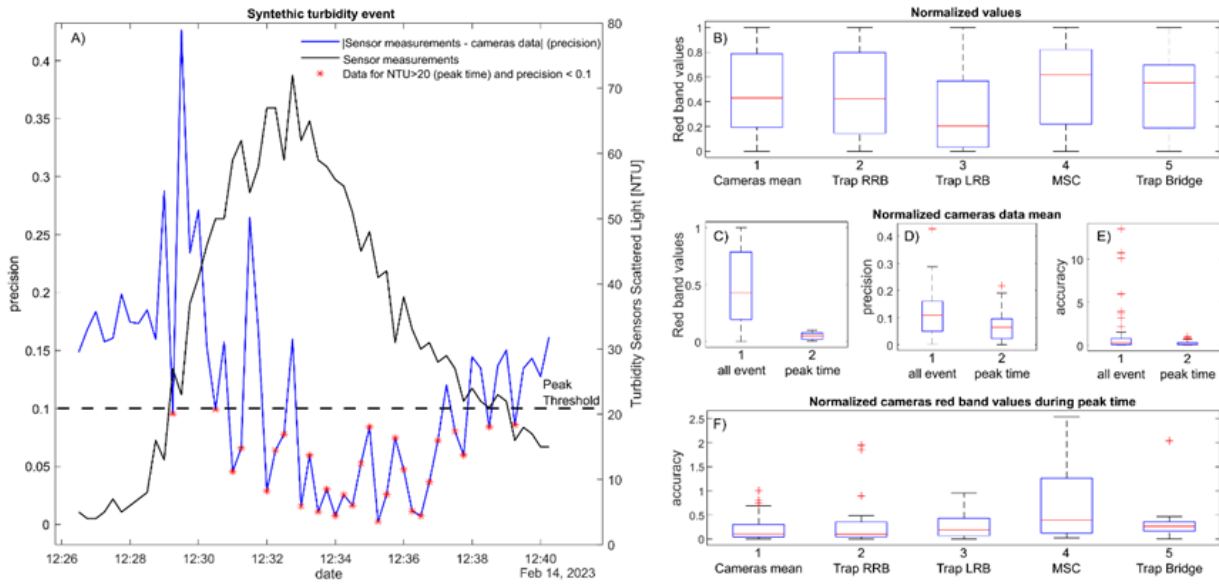 Syntethic turbidity event
A)
|Sensor measurements - cameras data| (precision)
Sensor measurements
Data for NTU>20 (peak time) and precision < 0.1
precision
0.4
0.35
0.3
0.25
0.2
0.15
0.1
0.05
0
Turbidity Sensors Scattered Light [NTU]
80
70
60
50
40
30
20
10
0
Peak
Threshold
12:26 12:28 12:30 12:32 12:34 12:36 12:38 12:40
date
Feb 14, 2023
Normalized values
B)
Red band values
1
0.8
0.6
0.4
0.2
0
1 2 3 4 5
Cameras mean Trap RRB Trap LRB MSC Trap Bridge
Normalized cameras data mean
C)
Red band values
1
0.5
0
1 2
all event peak time
D)
precision
0.4
0.3
0.2
0.1
0
1 2
all event peak time
E)
accuracy
10
5
0
1 2
all event peak time
Normalized cameras red band values during peak time
F)
accuracy
2.5
2
1.5
1
0.5
0
1 2 3 4 5
Cameras mean Trap RRB Trap LRB MSC Trap Bridge